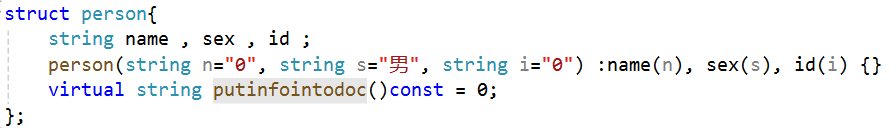 struct person{
string name , sex , id ;
person(string n="0", string s="男", string i="0") :name(n), sex(s), id(i) {}
virtual string putinfointodoc()const = 0;
};